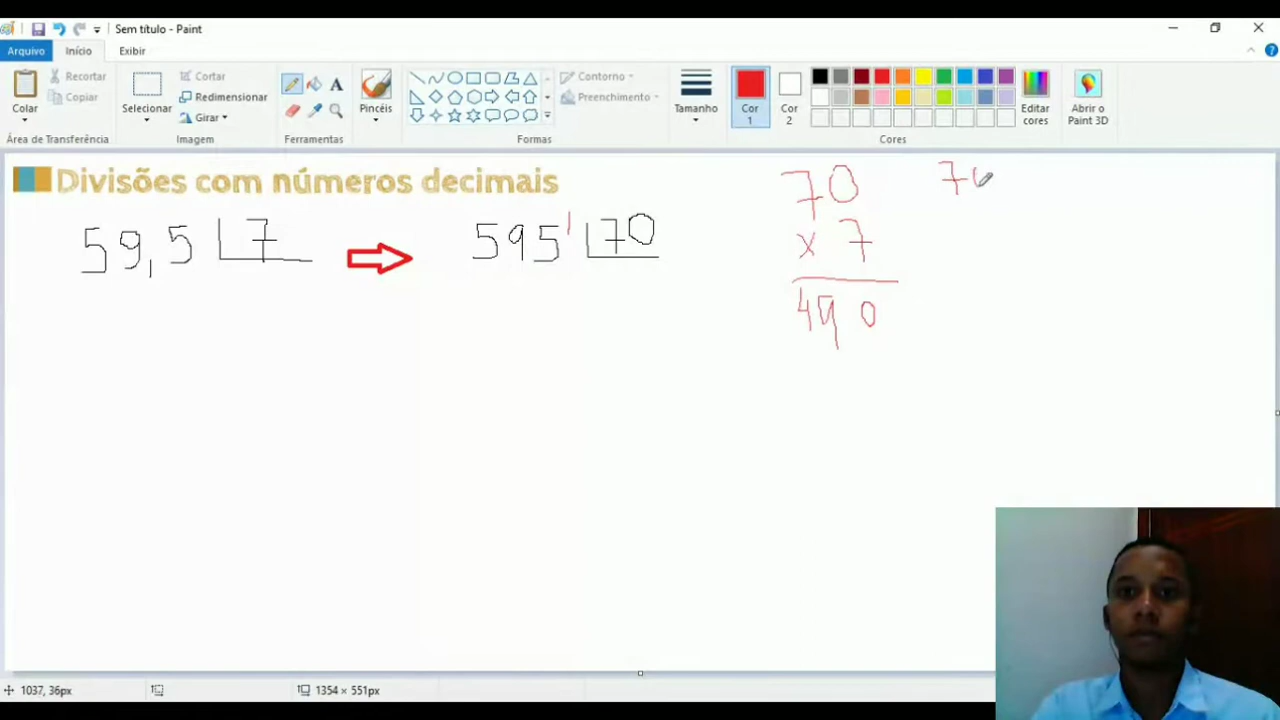 Sem título - Paint
Arquivo Início Exibir
Colar
Recortar
Copiar
Área de Transferência
Selecionar
Cortar
Redimensionar
Girar
Imagem
A
Ferramentas
Pincéis
Contorno
Preenchimento
Formas
Tamanho
Cor 1
Cor 2
Editar cores
Cores
Abrir o Paint 3D
Divisões com números decimais
59,5 7
595' 70
70
x 7
490
7
1037, 36px
1354 × 551px